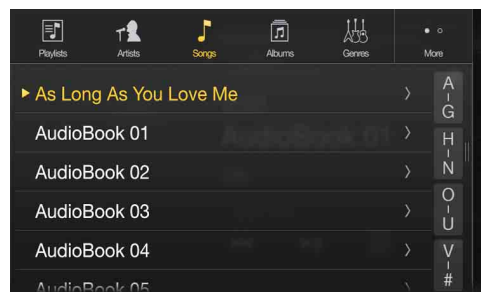 Playlists Artists Songs Albums Genres More
As Long As You Love Me
AudioBook 01
AudioBook 02
AudioBook 03
AudioBook 04
AudioBook 05
A-G
H-N
O-U
V-#